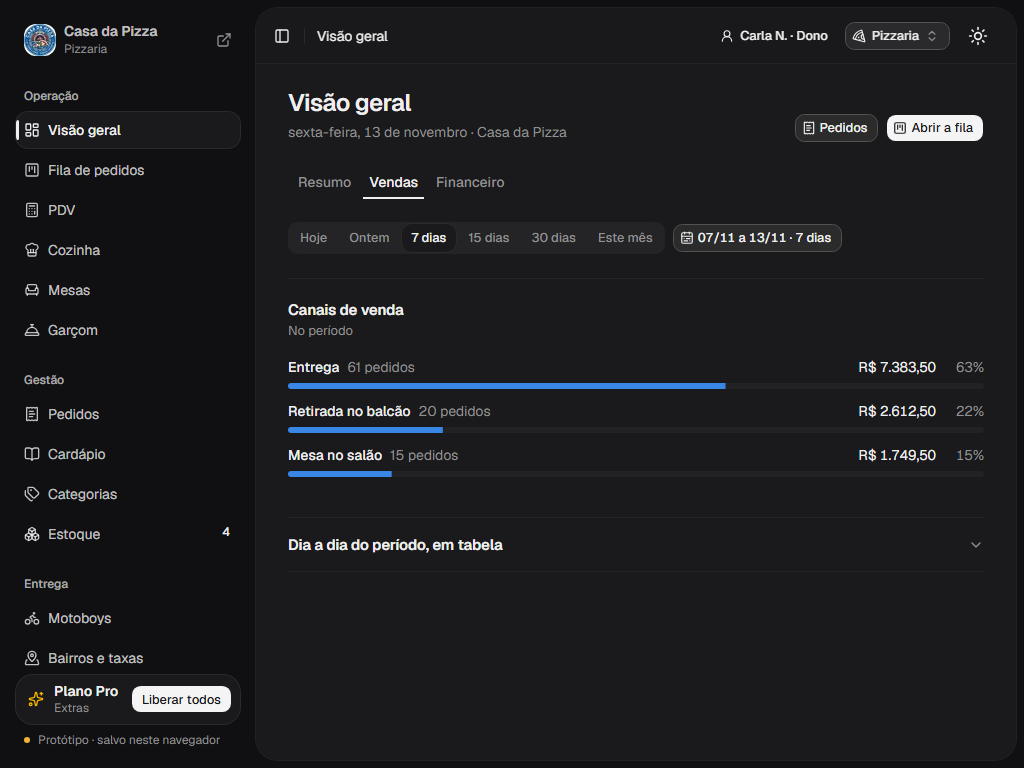 Casa da Pizza
Pizzaria
Operação
Visão geral
Fila de pedidos
PDV
Cozinha
Mesas
Garçom
Gestão
Pedidos
Cardápio
Categorias
Estoque 4
Entrega
Motoboys
Bairros e taxas
Plano Pro
Extras
Liberar todos
Protótipo · salvo neste navegador
Visão geral
Carla N. · Dono
Pizzaria
Visão geral
sexta-feira, 13 de novembro · Casa da Pizza
Pedidos
Abrir a fila
Resumo Vendas Financeiro
Hoje Ontem 7 dias 15 dias 30 dias Este mês 07/11 a 13/11 · 7 dias
Canais de venda
No período
Entrega 61 pedidos R$ 7.383,50 63%
Retirada no balcão 20 pedidos R$ 2.612,50 22%
Mesa no salão 15 pedidos R$ 1.749,50 15%
Dia a dia do período, em tabela